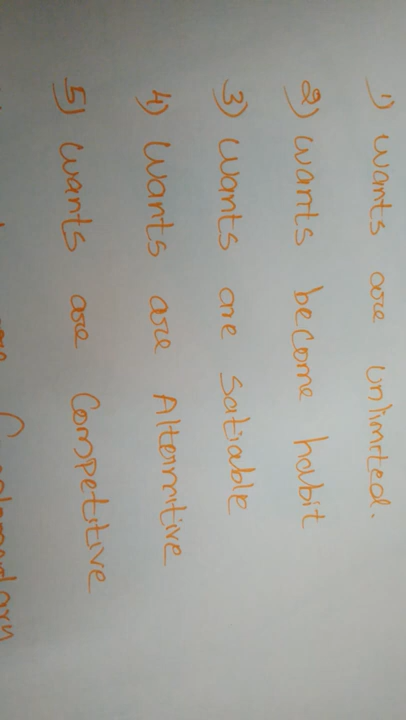 1) Wants are unlimited.
2) Wants become habit
3) Wants are Satiable
4) Wants are Alternitive
5) Wants are Competitive